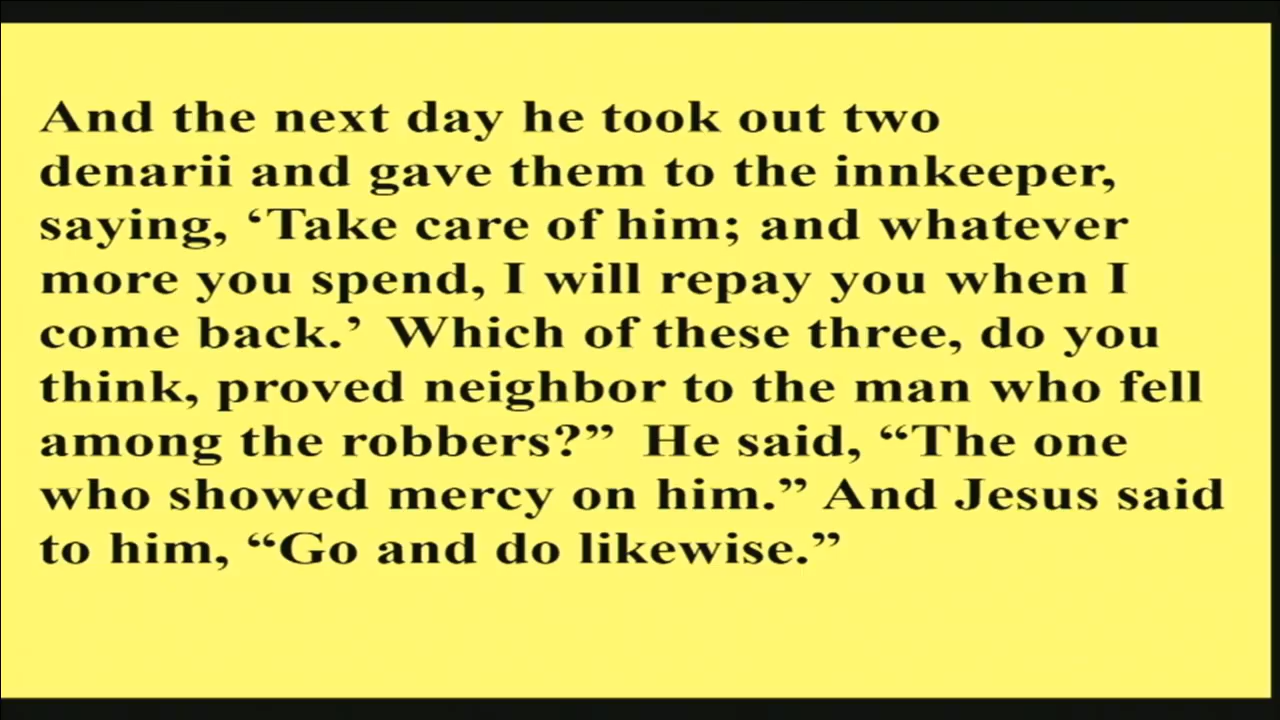 And the next day he took out two
denarii and gave them to the innkeeper,
saying, ‘Take care of him; and whatever
more you spend, I will repay you when I
come back.’ Which of these three, do you
think, proved neighbor to the man who fell
among the robbers?” He said, “The one
who showed mercy on him.” And Jesus said
to him, “Go and do likewise.”